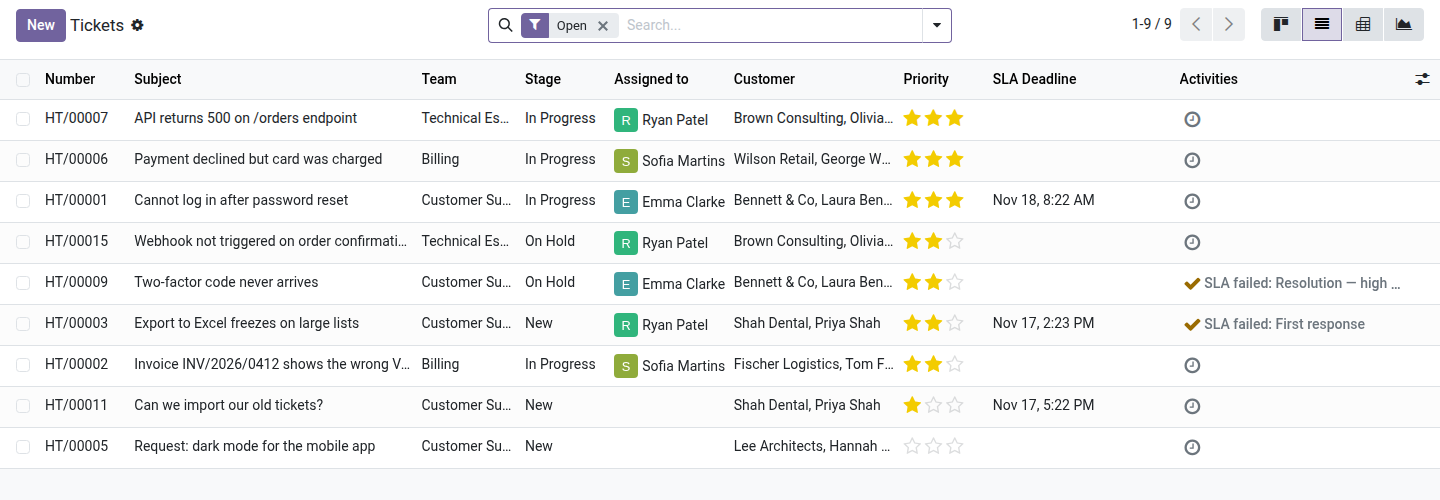 New Tickets Open Search... 1-9 / 9
Number Subject Team Stage Assigned to Customer Priority SLA Deadline Activities
HT/00007 API returns 500 on /orders endpoint Technical Es... In Progress R Ryan Patel Brown Consulting, Olivia...
HT/00006 Payment declined but card was charged Billing In Progress S Sofia Martins Wilson Retail, George W...
HT/00001 Cannot log in after password reset Customer Su... In Progress E Emma Clarke Bennett & Co, Laura Ben... Nov 18, 8:22 AM
HT/00015 Webhook not triggered on order confirmati... Technical Es... On Hold R Ryan Patel Brown Consulting, Olivia...
HT/00009 Two-factor code never arrives Customer Su... On Hold E Emma Clarke Bennett & Co, Laura Ben... SLA failed: Resolution — high ...
HT/00003 Export to Excel freezes on large lists Customer Su... New R Ryan Patel Shah Dental, Priya Shah Nov 17, 2:23 PM SLA failed: First response
HT/00002 Invoice INV/2026/0412 shows the wrong V... Billing In Progress S Sofia Martins Fischer Logistics, Tom F...
HT/00011 Can we import our old tickets? Customer Su... New Shah Dental, Priya Shah Nov 17, 5:22 PM
HT/00005 Request: dark mode for the mobile app Customer Su... New Lee Architects, Hannah ...